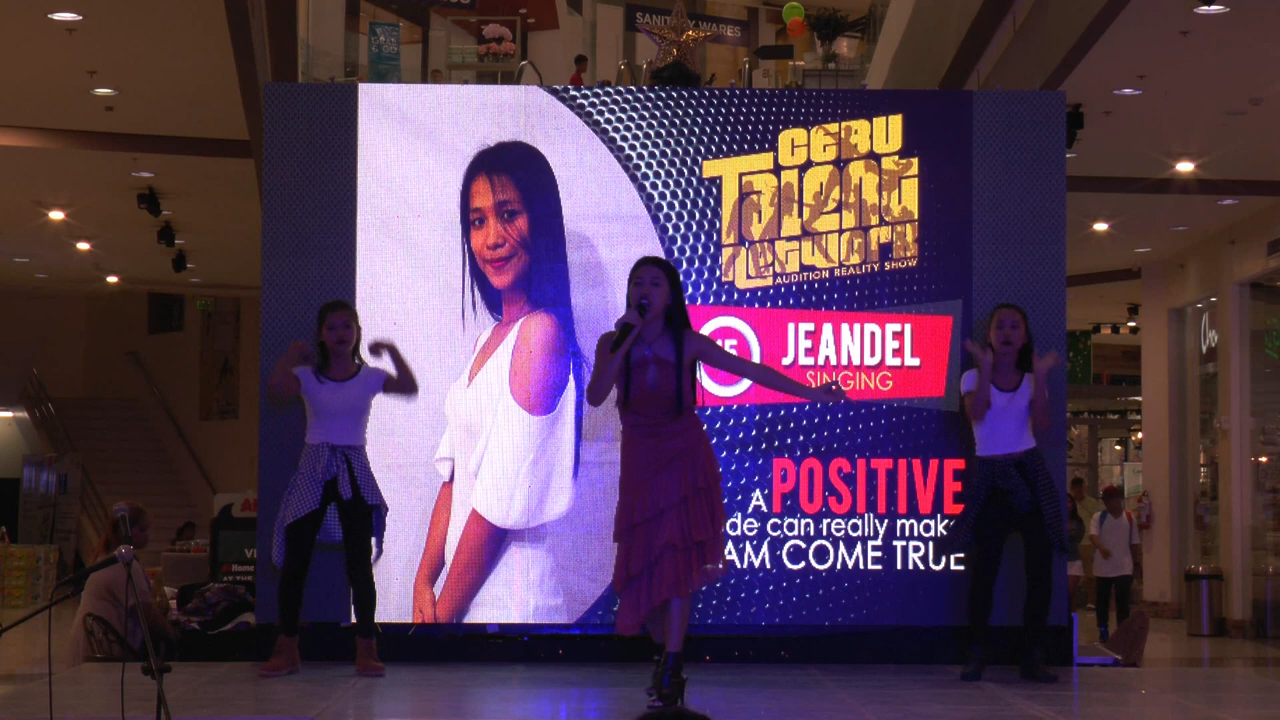 SANITARY WARES
CEBU
Talent
Network
AUDITION REALITY SHOW
JEANDEL
SINGING
A POSITIVE
de can really mak
AM COME TRUE